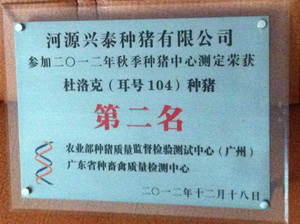 河源兴泰种猪有限公司
参加二〇一二年秋季种猪中心测定荣获
杜洛克（耳号104）种猪
第二名
农业部种猪质量监督检验测试中心（广州）
广东省种畜禽质量检测中心
二〇一二年十二月十八日